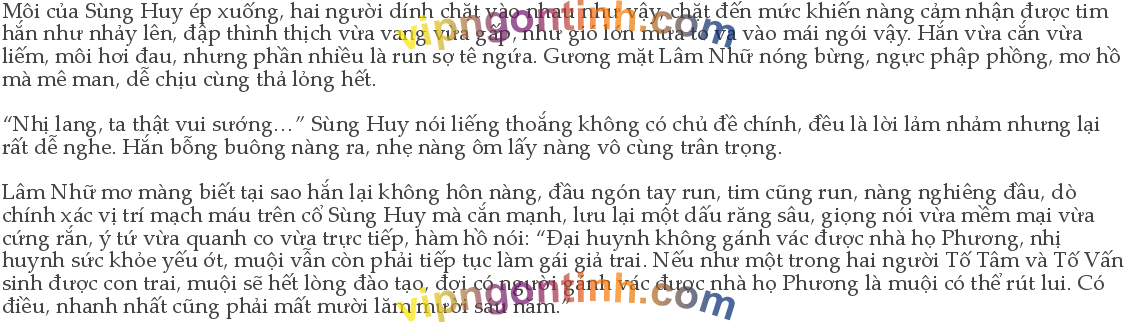 Môi của Sùng Huy ép xuống, hai người dính chặt vào nhau như vậy, chặt đến mức khiến nàng cảm nhận được tim
hắn như nhảy lên, đập thình thịch vừa vang vừa gấp, như gió lớn mưa to va vào mái ngói vậy. Hắn vừa cắn vừa
liếm, môi hơi đau, nhưng phần nhiều là run sợ tê ngứa. Gương mặt Lâm Nhữ nóng bừng, ngực phập phồng, mơ hồ
mà mê man, dễ chịu cùng thả lỏng hết.
“Nhị lang, ta thật vui sướng…” Sùng Huy nói liếng thoắng không có chủ đề chính, đều là lời lảm nhảm nhưng lại
rất dễ nghe. Hắn bỗng buông nàng ra, nhẹ nàng ôm lấy nàng vô cùng trân trọng.
Lâm Nhữ mơ màng biết tại sao hắn lại không hôn nàng, đầu ngón tay run, tim cũng run, nàng nghiêng đầu, dò
chính xác vị trí mạch máu trên cổ Sùng Huy mà cắn mạnh, lưu lại một dấu răng sâu, giọng nói vừa mềm mại vừa
cứng rắn, ý tứ vừa quanh co vừa trực tiếp, hàm hồ nói: “Đại huynh không gánh vác được nhà họ Phương, nhị
huynh sức khỏe yếu ớt, muội vẫn còn phải tiếp tục làm gái giả trai. Nếu như một trong hai người Tố Tâm và Tố Vấn
sinh được con trai, muội sẽ hết lòng đào tạo, đợi có người gánh vác được nhà họ Phương là muội có thể rút lui. Có
điều, nhanh nhất cũng phải mất mười lăm mười sáu năm.”
vipngontinh.com
vipngontinh.com